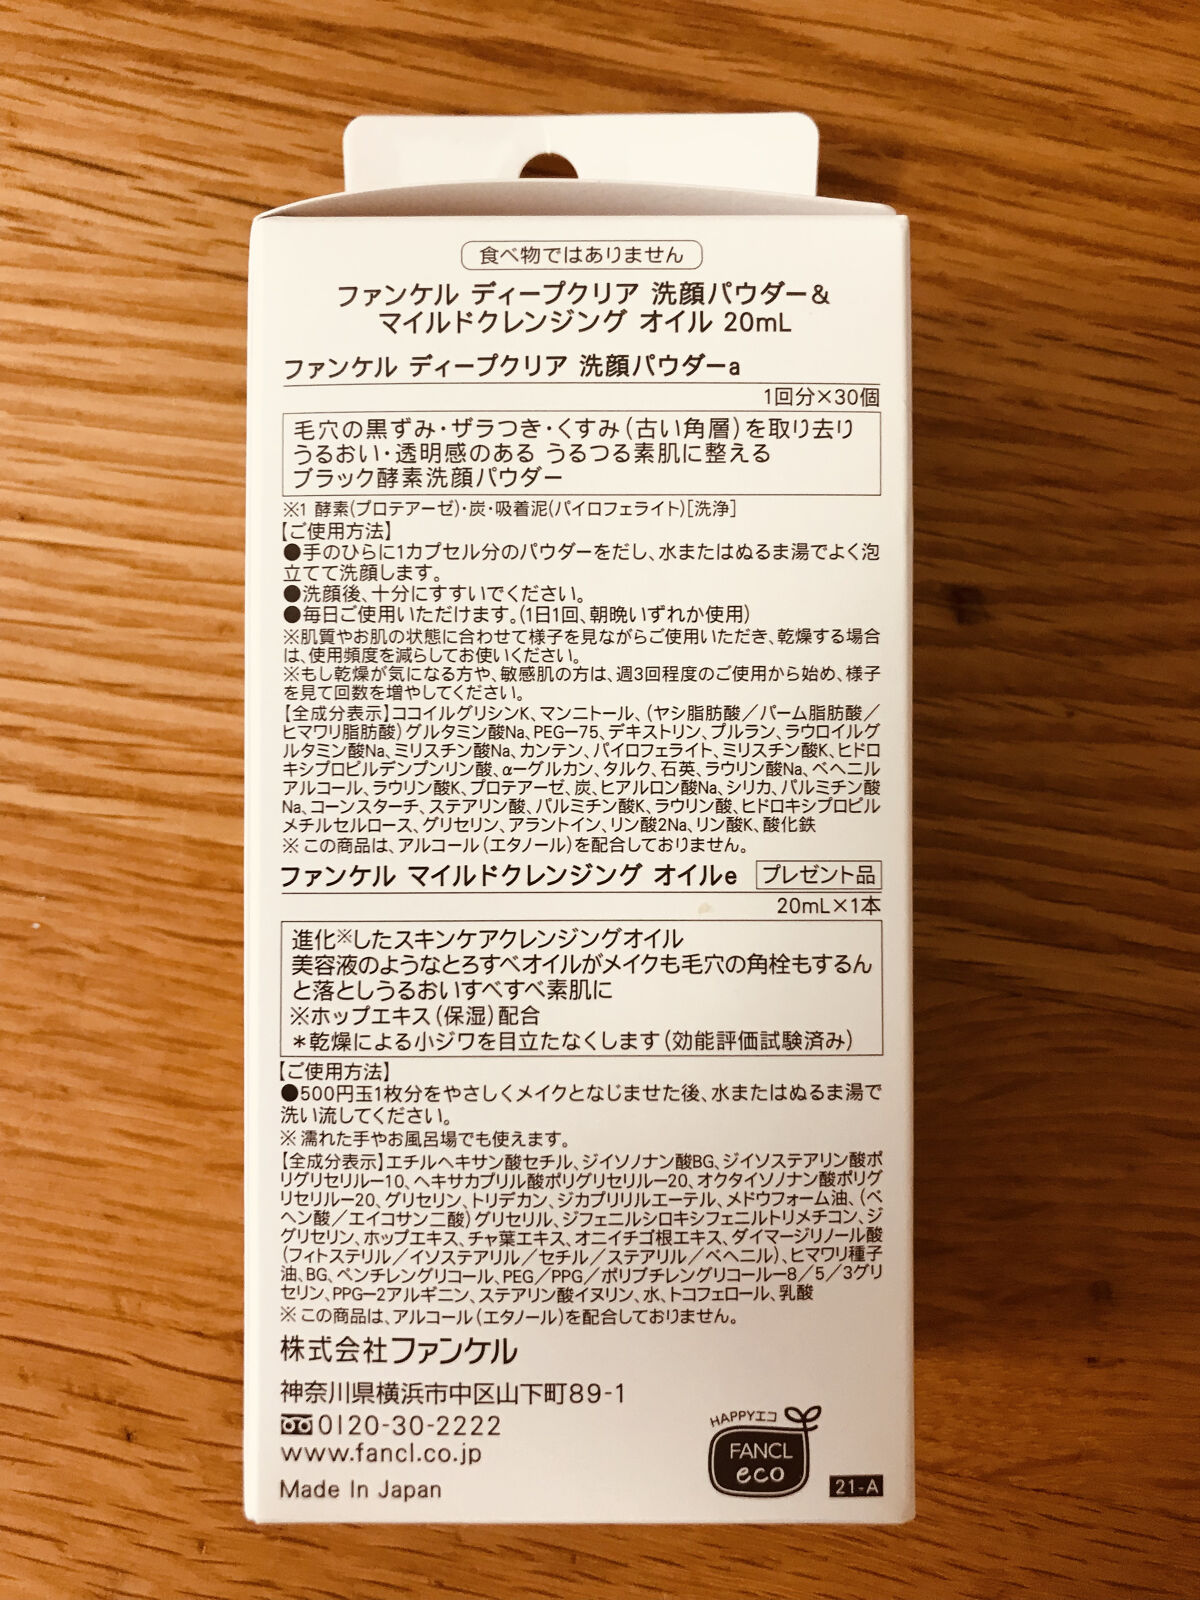 食べ物ではありません
ファンケル ディープクリア 洗顔パウダー&
マイルドクレンジング オイル 20mL
ファンケル ディープクリア 洗顔パウダーa
1回分×30個
毛穴の黒ずみ・ザラつき・くすみ(古い角層)を取り去り
うるおい・透明感のある うるつる素肌に整える
ブラック酵素洗顔パウダー
※1 酵素(プロテアーゼ)・炭・吸着泥(パイロフェライト)[洗浄]
【ご使用方法】
●手のひらに1カプセル分のパウダーをだし、水またはぬるま湯でよく泡
立てて洗顔します。
●洗顔後、十分にすすいでください。
●毎日ご使用いただけます。(1日1回、朝晩いずれか使用)
※肌質やお肌の状態に合わせて様子を見ながらご使用いただき、乾燥する場合
は、使用頻度を減らしてお使いください。
※もし乾燥が気になる方や、敏感肌の方は、週3回程度のご使用から始め、様子
を見て回数を増やしてください。
【全成分表示】ココイルグリシンK、マンニトール、(ヤシ脂肪酸/パーム脂肪酸/
ヒマワリ脂肪酸)グルタミン酸Na、PEG-75、デキストリン、プルラン、ラウロイルグ
ルタミン酸Na、ミリスチン酸Na、カンテン、パイロフェライト、ミリスチン酸K、ヒドロ
キシプロピルデンプンリン酸、α-グルカン、タルク、石英、ラウリン酸Na、ベヘニル
アルコール、ラウリン酸K、プロテアーゼ、炭、ヒアルロン酸Na、シリカ、パルミチン酸
Na、コーンスターチ、ステアリン酸、パルミチン酸K、ラウリン酸、ヒドロキシプロピル
メチルセルロース、グリセリン、アラントイン、リン酸2Na、リン酸K、酸化鉄
※この商品は、アルコール(エタノール)を配合しておりません。
ファンケル マイルドクレンジング オイルe プレゼント品
20mL×1本
進化※したスキンケアクレンジングオイル
美容液のようなとろすべオイルがメイクも毛穴の角栓もするん
と落としうるおいすべすべ素肌に
※ホップエキス(保湿)配合
＊乾燥による小ジワを目立たなくします(効能評価試験済み)
【ご使用方法】
●500円玉1枚分をやさしくメイクとなじませた後、水またはぬるま湯で
洗い流してください。
※濡れた手やお風呂場でも使えます。
【全成分表示】エチルヘキサン酸セチル、ジイソノナン酸BG、ジイソステアリン酸ポ
リグリセリル-10、ヘキサカプリル酸ポリグリセリル-20、オクタイソノナン酸ポリグ
リセリル-20、グリセリン、トリデカン、ジカプリリルエーテル、メドウフォーム油、(ベ
ヘン酸/エイコサン二酸)グリセリル、ジフェニルシロキシフェニルトリメチコン、ジ
グリセリン、ホップエキス、チャ葉エキス、オニイチゴ根エキス、ダイマージリノール酸
(フィトステリル/イソステアリル/セチル/ステアリル/ベヘニル)、ヒマワリ種子
油、BG、ペンチレングリコール、PEG/PPG/ポリブチレングリコール-8/5/3グリ
セリン、PPG-2アルギニン、ステアリン酸イヌリン、水、トコフェロール、乳酸
※この商品は、アルコール(エタノール)を配合しておりません。
株式会社ファンケル
神奈川県横浜市中区山下町89-1
0120-30-2222
www.fancl.co.jp
Made In Japan
HAPPYエコ
FANCL
eco
21-A